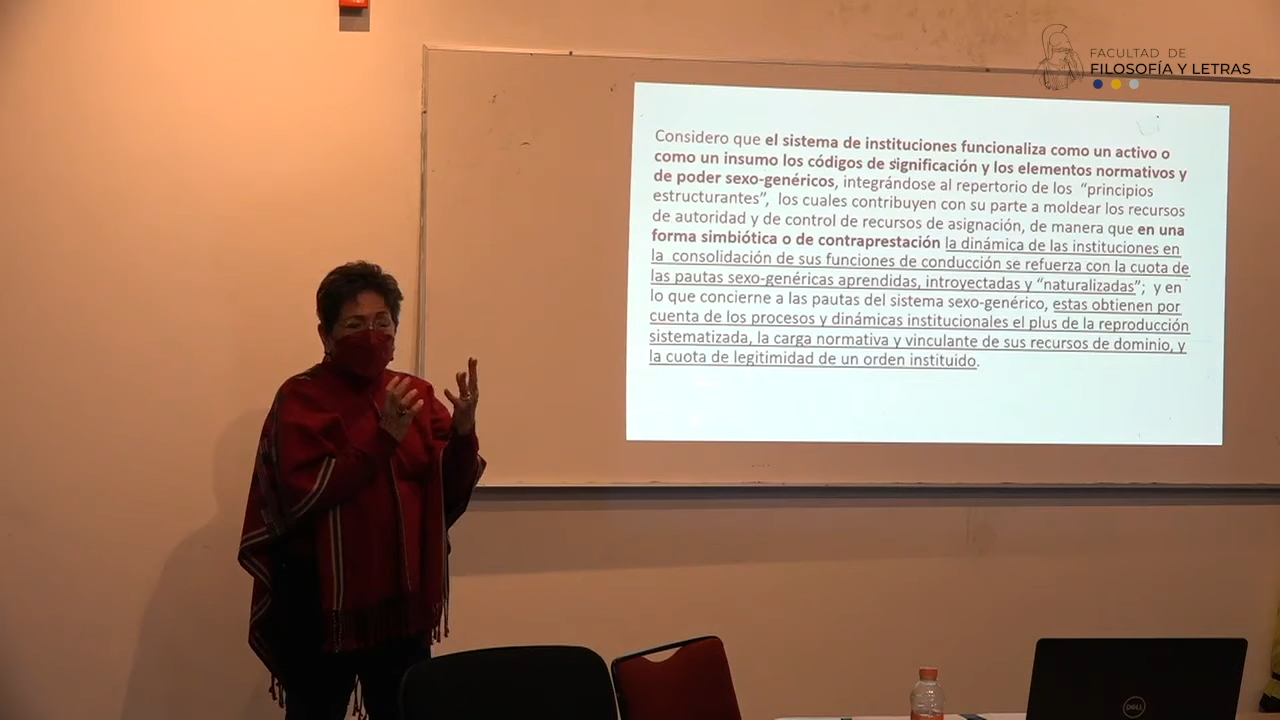 FACULTAD DE
FILOSOFÍA Y LETRAS
Considero que el sistema de instituciones funcionaliza como un activo o
como un insumo los códigos de significación y los elementos normativos y
de poder sexo-genéricos, integrándose al repertorio de los “principios
estructurantes”, los cuales contribuyen con su parte a moldear los recursos
de autoridad y de control de recursos de asignación, de manera que en una
forma simbiótica o de contraprestación la dinámica de las instituciones en
la consolidación de sus funciones de conducción se refuerza con la cuota de
las pautas sexo-genéricas aprendidas, introyectadas y “naturalizadas”; y en
lo que concierne a las pautas del sistema sexo-genérico, estas obtienen por
cuenta de los procesos y dinámicas institucionales el plus de la reproducción
sistematizada, la carga normativa y vinculante de sus recursos de dominio, y
la cuota de legitimidad de un orden instituido.
DELL